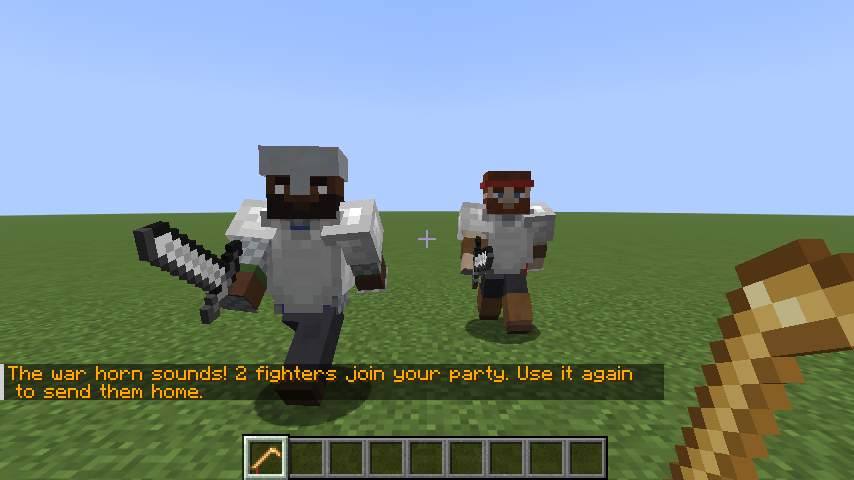 The war horn sounds! 2 fighters join your party. Use it again
to send them home.